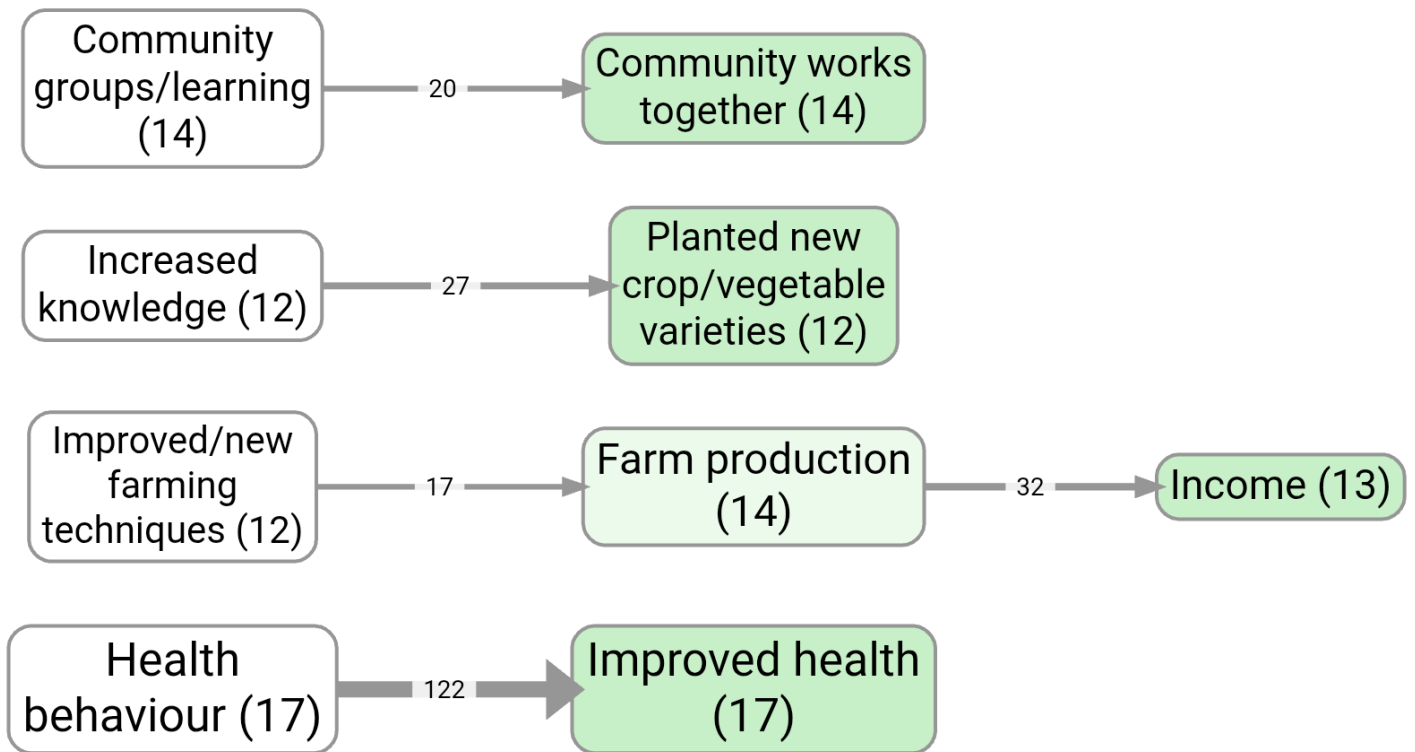 Community
groups/learning
(14)
20
Community works
together (14)
Increased
knowledge (12)
27
Planted new
crop/vegetable
varieties (12)
Improved/new
farming
techniques (12)
17
Farm production
(14)
32
Income (13)
Health
behaviour (17)
122
Improved health
(17)